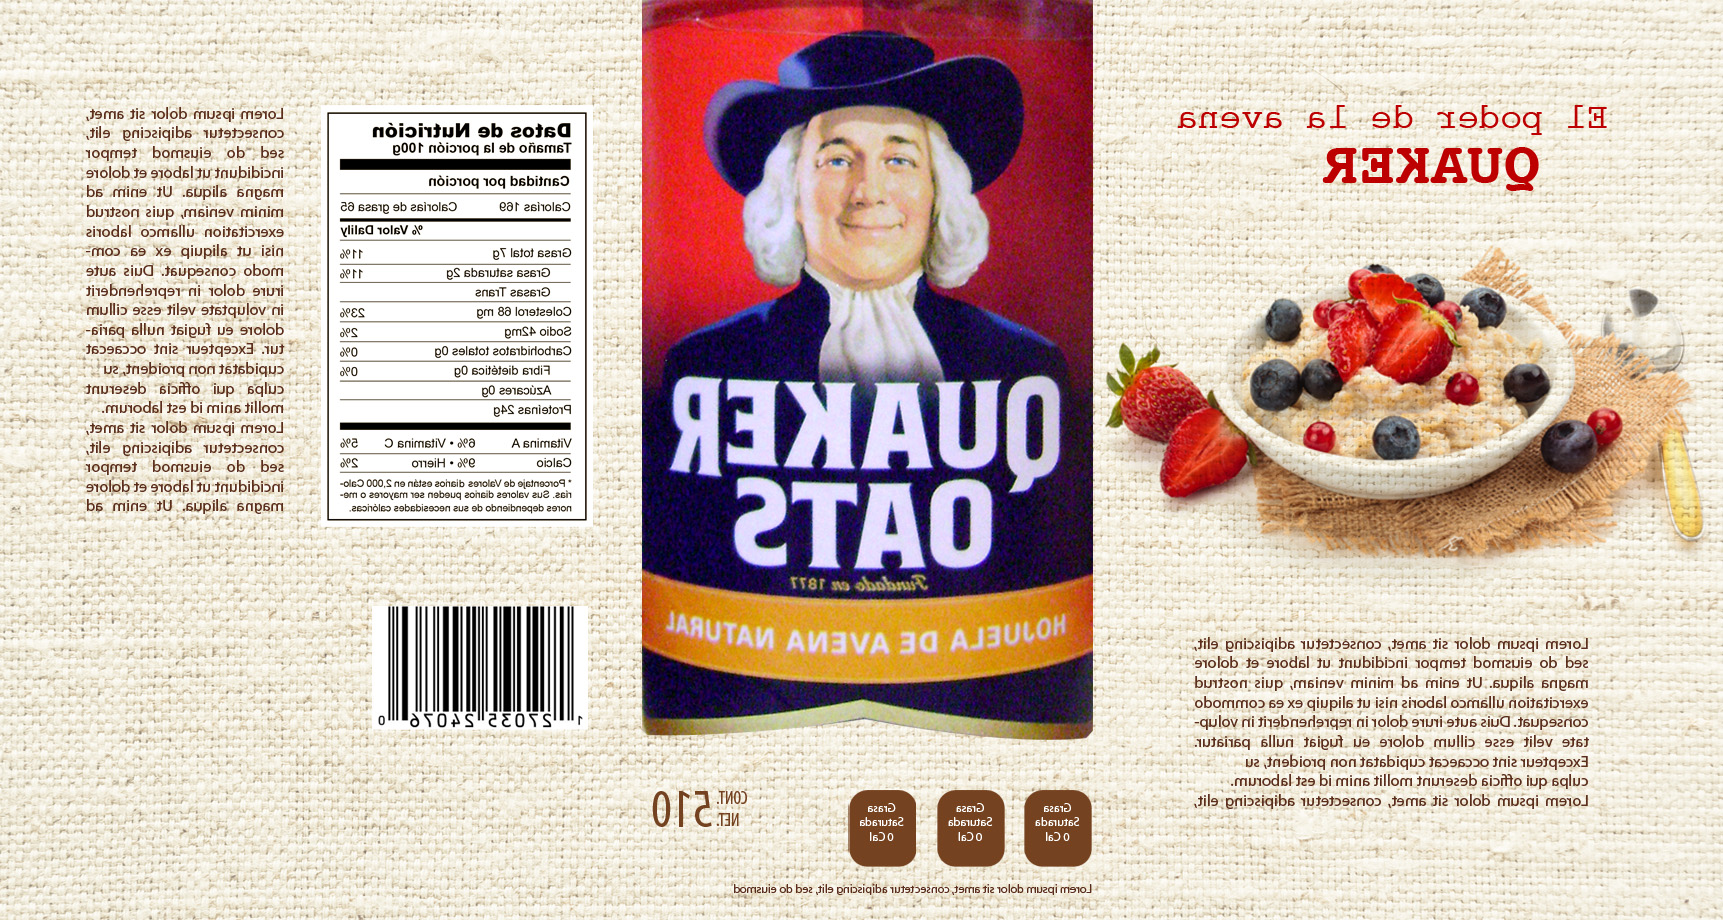 El poder de la avena
QUAKER
Lorem ipsum dolor sit amet, consectetur adipiscing elit,
sed do eiusmod tempor incididunt ut labore et dolore
magna aliqua. Ut enim ad minim veniam, quis nostrud
exercitation ullamco laboris nisi ut aliquip ex ea commodo
consequat. Duis aute irure dolor in reprehenderit in volup-
tate velit esse cillum dolore eu fugiat nulla pariatur.
Excepteur sint occaecat cupidatat non proident, su
culpa qui officia deserunt mollit anim id est laborum.
Lorem ipsum dolor sit amet, consectetur adipiscing elit,
QUAKER
OATS
Fundado en 1877
HOJUELA DE AVENA NATURAL
Grasa
Saturada
0 Cal
Grasa
Saturada
0 Cal
Grasa
Saturada
0 Cal
CONT.
NET.
510
Lorem ipsum dolor sit amet, consectetur adipiscing elit, sed do eiusmod
Datos de Nutrición
Tamaño de la porción 100g
Cantidad por porción
Calorías 169 Calorías de grasa 65
% Valor Dalily
Grasa total 7g 11%
Grasa saturada 2g 11%
Grasas Trans
Colesterol 68 mg 23%
Sodio 42mg 2%
Carbohidratos totales 0g 0%
Fibra dietética 0g 0%
Azúcares 0g
Proteínas 24g
Vitamina A 6% • Vitamina C 5%
Calcio 9% • Hierro 2%
* Porcentaje de Valores diarios están en 2,000 Calo-
rías. Sus valores diarios pueden ser mayores o me-
nores dependiendo de sus necesidades calóricas.
1 27035 24076 0
Lorem ipsum dolor sit amet,
consectetur adipiscing elit,
sed do eiusmod tempor
incididunt ut labore et dolore
magna aliqua. Ut enim ad
minim veniam, quis nostrud
exercitation ullamco laboris
nisi ut aliquip ex ea com-
modo consequat. Duis aute
irure dolor in reprehenderit
in voluptate velit esse cillum
dolore eu fugiat nulla paria-
tur. Excepteur sint occaecat
cupidatat non proident, su
culpa qui officia deserunt
mollit anim id est laborum.
Lorem ipsum dolor sit amet,
consectetur adipiscing elit,
sed do eiusmod tempor
incididunt ut labore et dolore
magna aliqua. Ut enim ad